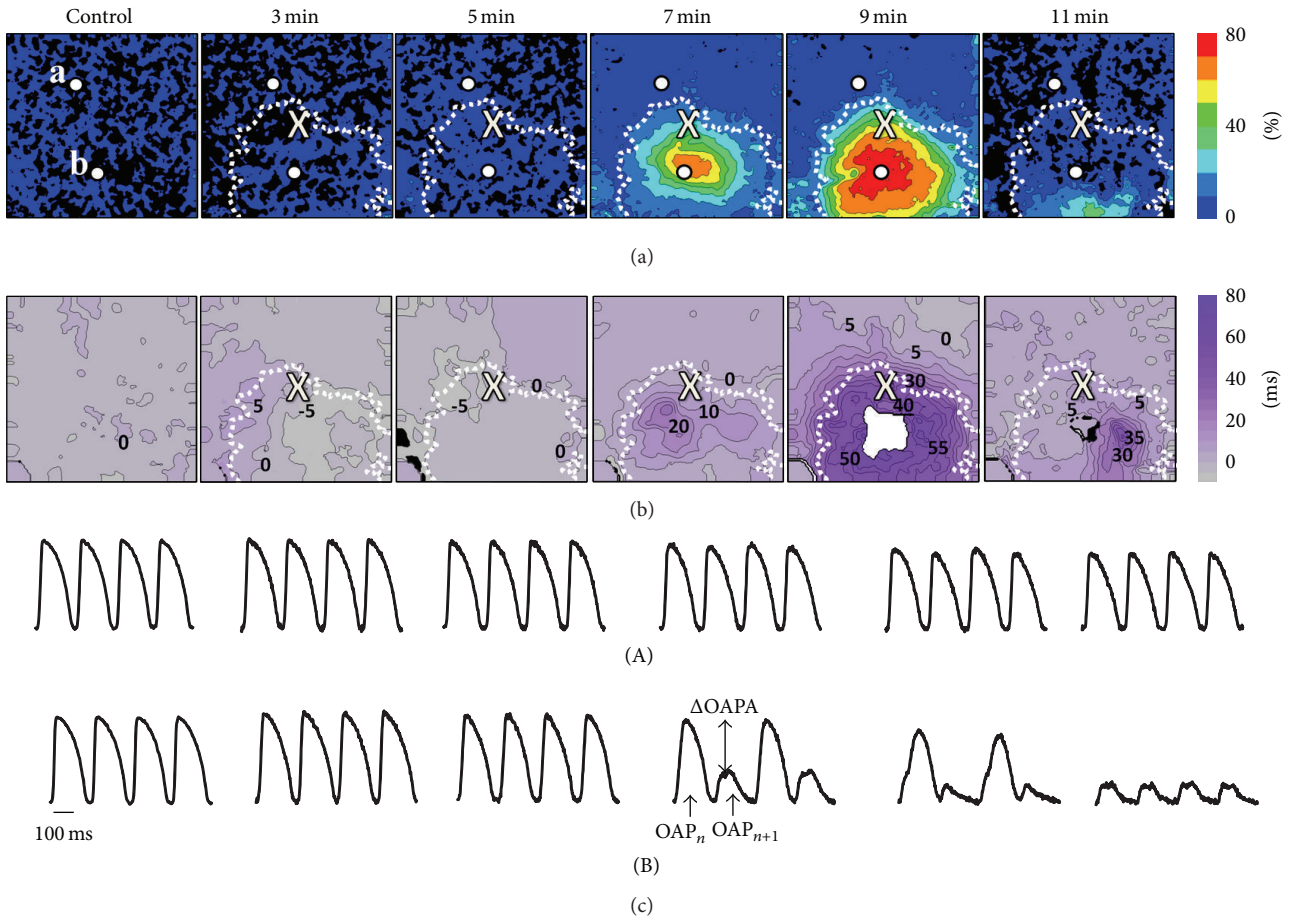 Control 3 min 5 min 7 min 9 min 11 min
a
b
X X X X X
80
40
0
(%)
(a)
0
5 -5 0
-5 0 0
0 10 20
5 0 5 30 40 50 55
5 5 35 30
X X X X X
80
60
40
20
0
(ms)
(b)
(A)
ΔOAPA
100 ms
OAPₙ OAPₙ₊₁
(B)
(c)